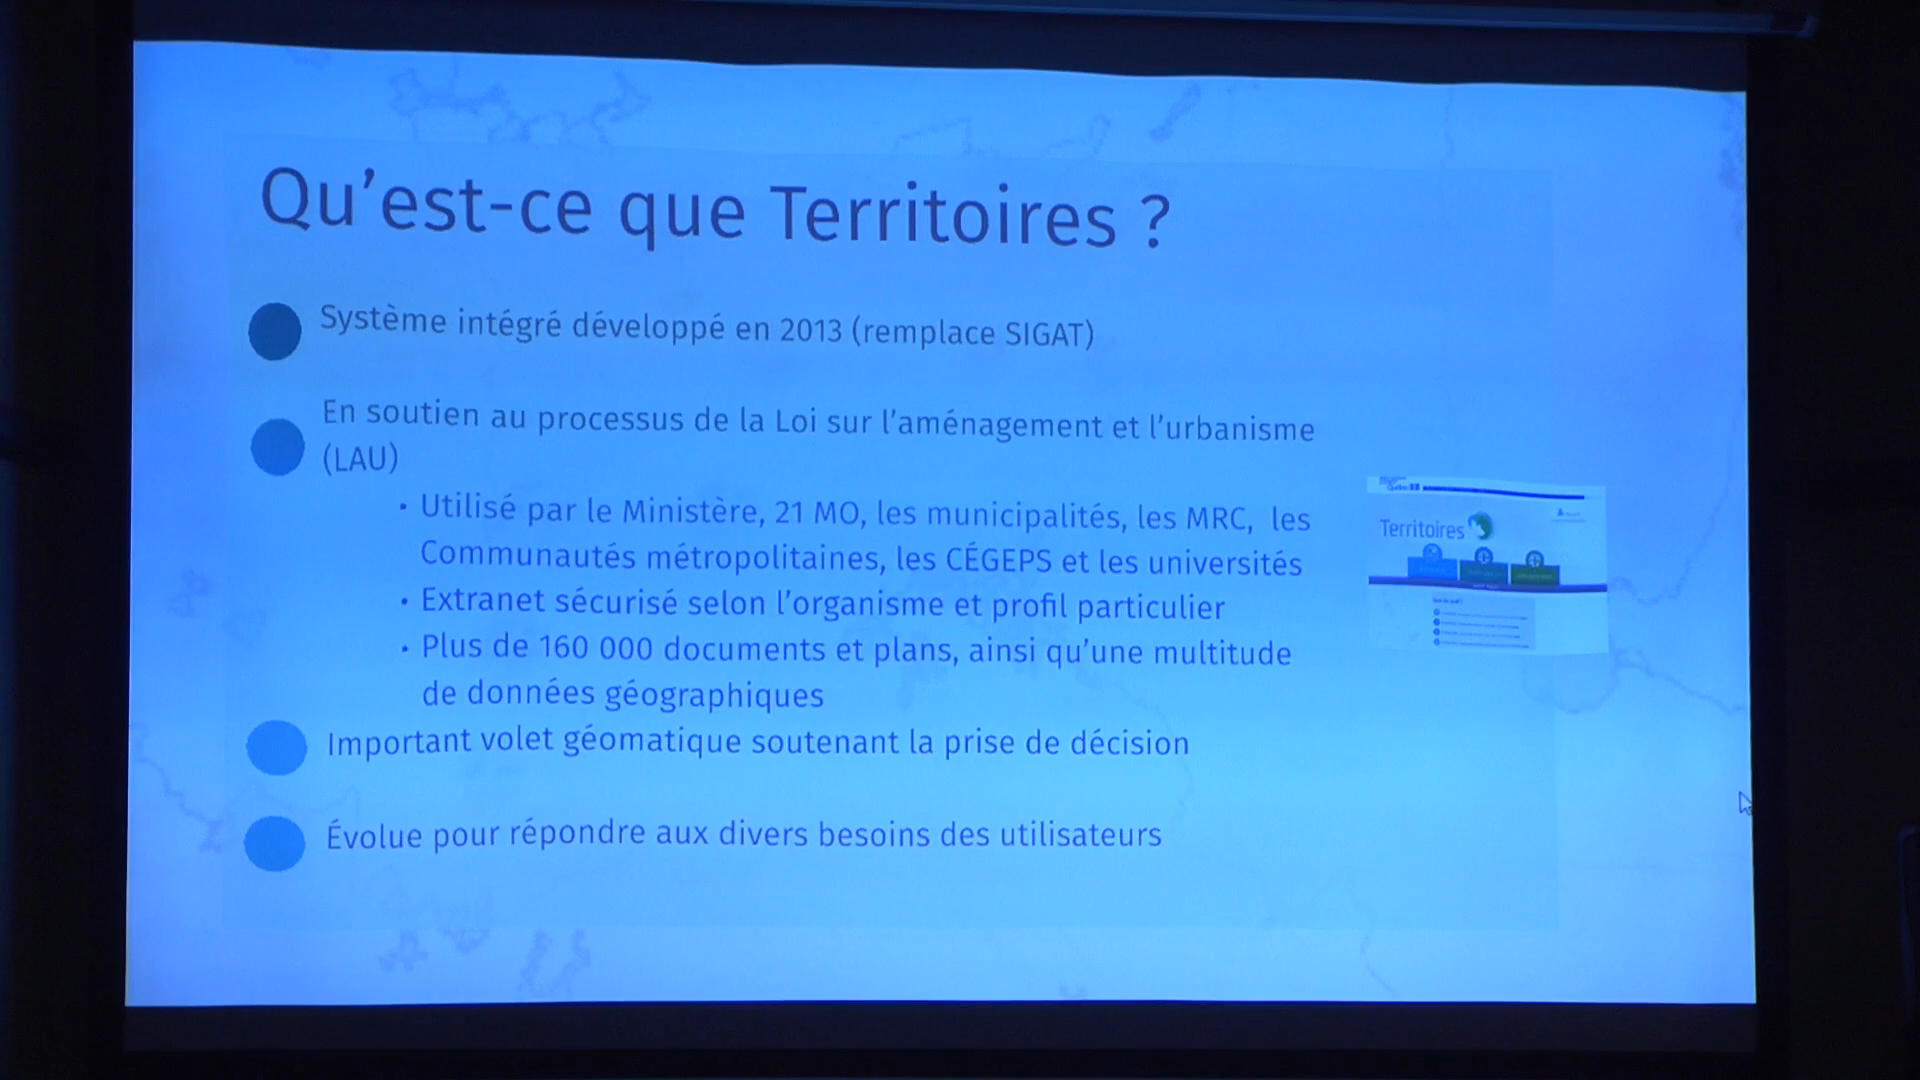 Qu'est-ce que Territoires ?
Système intégré développé en 2013 (remplace SIGAT)
En soutien au processus de la Loi sur l'aménagement et l'urbanisme
(LAU)
• Utilisé par le Ministère, 21 MO, les municipalités, les MRC, les
Communautés métropolitaines, les CÉGEPS et les universités
• Extranet sécurisé selon l'organisme et profil particulier
• Plus de 160 000 documents et plans, ainsi qu'une multitude
de données géographiques
Important volet géomatique soutenant la prise de décision
Évolue pour répondre aux divers besoins des utilisateurs
Territoires